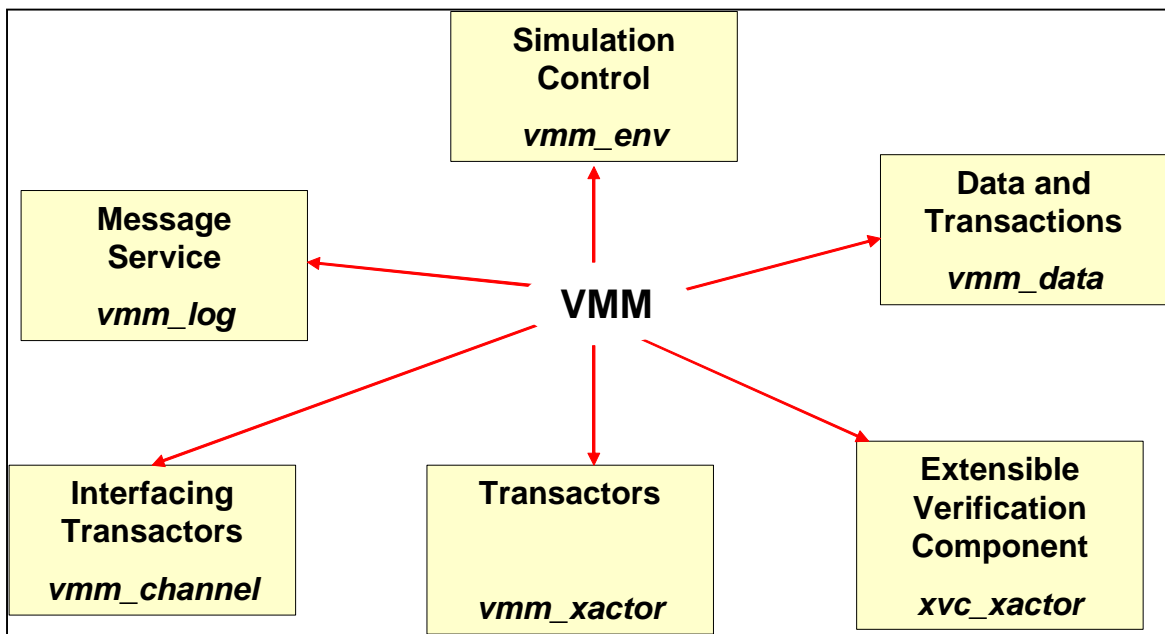 Simulation
Control
vmm_env
Message
Service
vmm_log
Data and
Transactions
vmm_data
VMM
Interfacing
Transactors
vmm_channel
Transactors
vmm_xactor
Extensible
Verification
Component
xvc_xactor